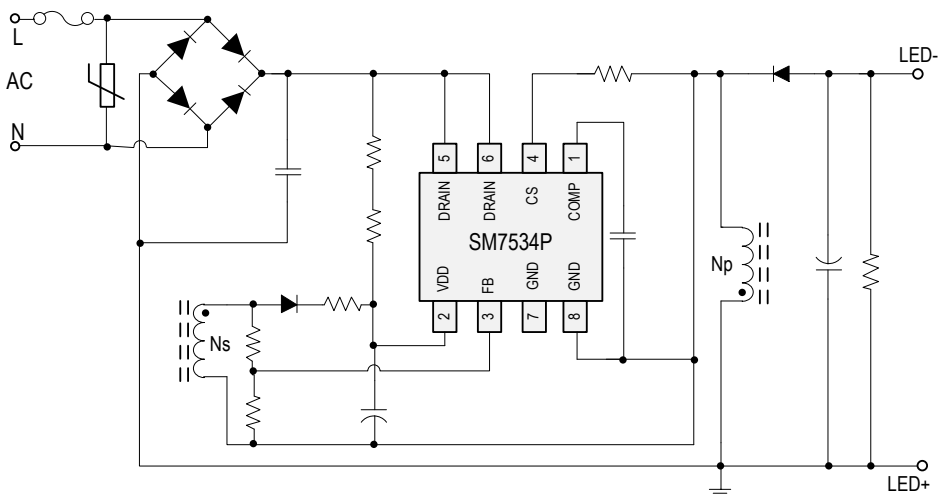 L
AC
N
LED-
5
6
4
1
DRAIN
DRAIN
CS
COMP
SM7534P
Np
VDD
FB
GND
GND
2
3
7
8
Ns
LED+